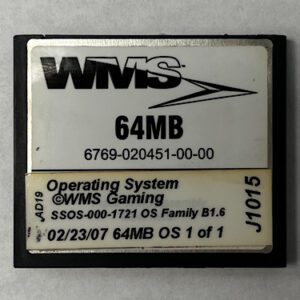 WMS
64MB
6769-020451-00-00
AD19
Operating System
©WMS Gaming
SSOS-000-1721 OS Family B1.6
02/23/07 64MB OS 1 of 1
J1015